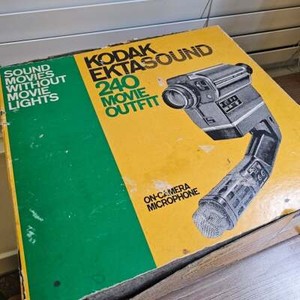 SOUND
MOVIES
WITHOUT
MOVIE
LIGHTS
KODAK
EKTASOUND
240
MOVIE
OUTFIT
ON-CAMERA
MICROPHONE